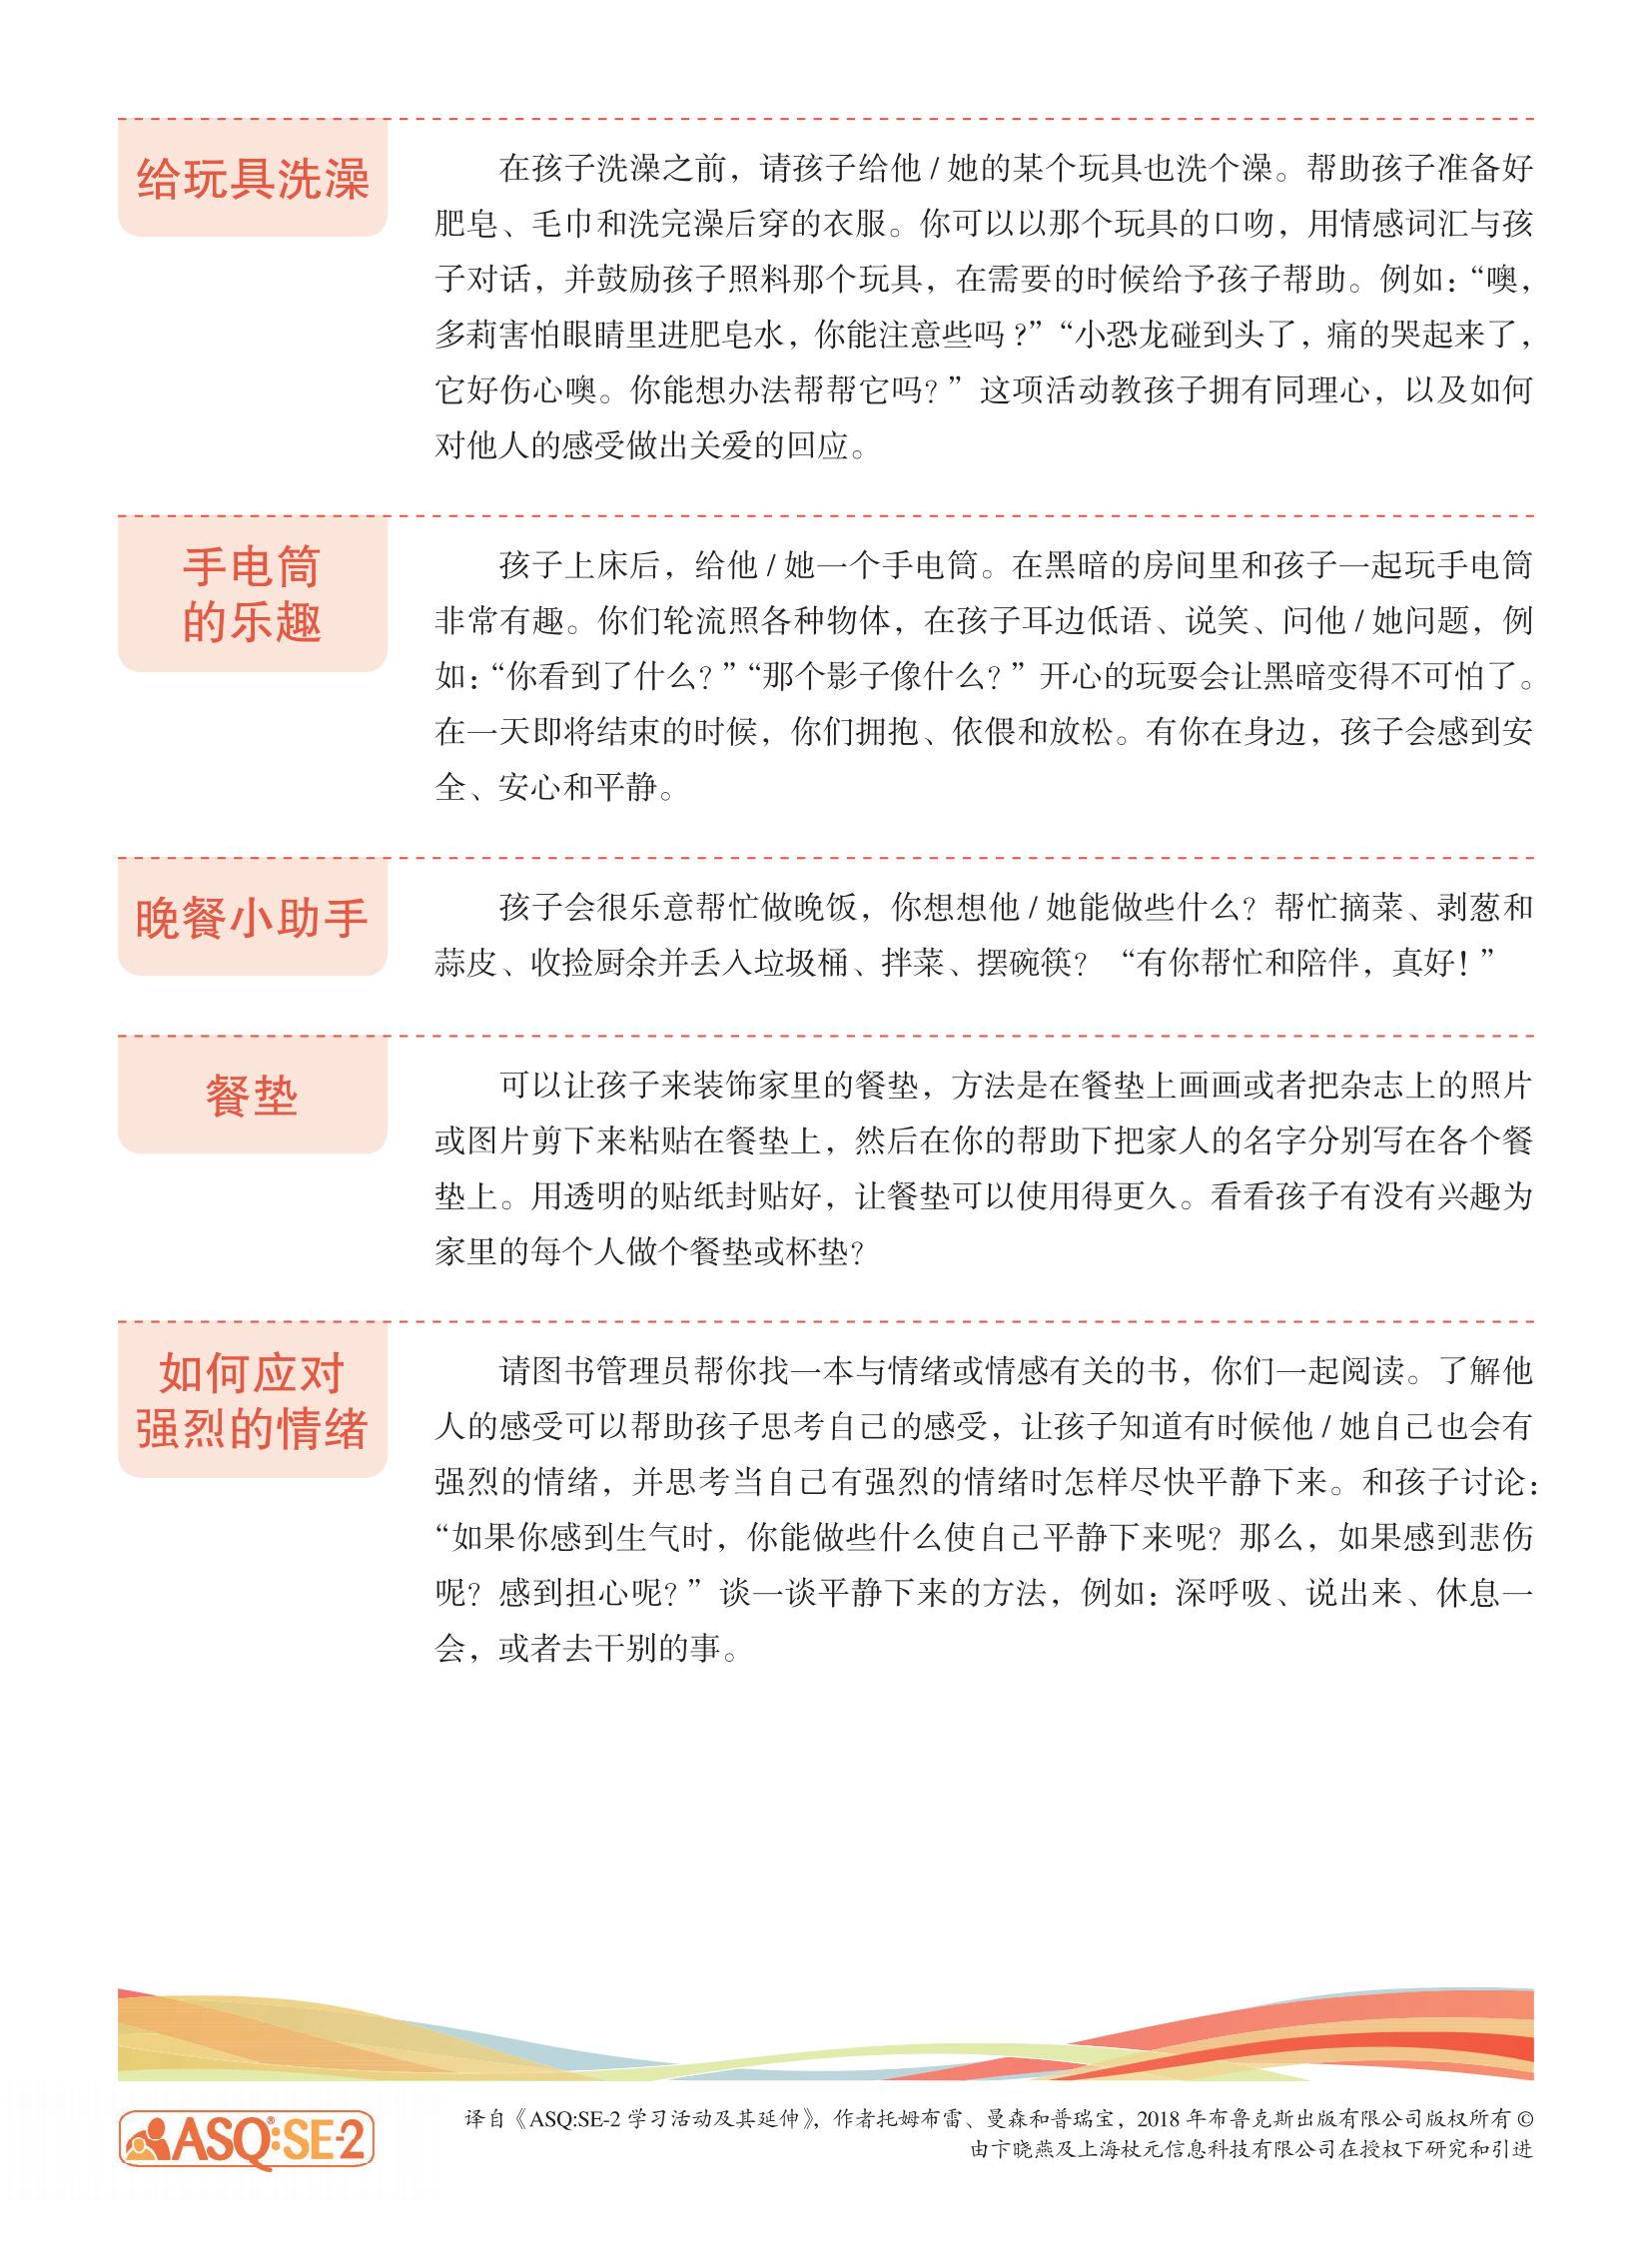 给玩具洗澡
在孩子洗澡之前，请孩子给他 / 她的某个玩具也洗个澡。帮助孩子准备好
肥皂、毛巾和洗完澡后穿的衣服。你可以以那个玩具的口吻，用情感词汇与孩
子对话，并鼓励孩子照料那个玩具，在需要的时候给予孩子帮助。例如：“噢，
多莉害怕眼睛里进肥皂水，你能注意些吗？”“小恐龙碰到头了，痛的哭起来了，
它好伤心噢。你能想办法帮帮它吗？”这项活动教孩子拥有同理心，以及如何
对他人的感受做出关爱的回应。
手电筒
的乐趣
孩子上床后，给他 / 她一个手电筒。在黑暗的房间里和孩子一起玩手电筒
非常有趣。你们轮流照各种物体，在孩子耳边低语、说笑、问他 / 她问题，例
如：“你看到了什么？”“那个影子像什么？”开心的玩耍会让黑暗变得不可怕了。
在一天即将结束的时候，你们拥抱、依偎和放松。有你在身边，孩子会感到安
全、安心和平静。
晚餐小助手
孩子会很乐意帮忙做晚饭，你想想他 / 她能做些什么？帮忙摘菜、剥葱和
蒜皮、收捡厨余并丢入垃圾桶、拌菜、摆碗筷？“有你帮忙和陪伴，真好！”
餐垫
可以让孩子来装饰家里的餐垫，方法是在餐垫上画画或者把杂志上的照片
或图片剪下来粘贴在餐垫上，然后在你的帮助下把家人的名字分别写在各个餐
垫上。用透明的贴纸封贴好，让餐垫可以使用得更久。看看孩子有没有兴趣为
家里的每个人做个餐垫或杯垫？
如何应对
强烈的情绪
请图书管理员帮你找一本与情绪或情感有关的书，你们一起阅读。了解他
人的感受可以帮助孩子思考自己的感受，让孩子知道有时候他 / 她自己也会有
强烈的情绪，并思考当自己有强烈的情绪时怎样尽快平静下来。和孩子讨论：
“如果你感到生气时，你能做些什么使自己平静下来呢？那么，如果感到悲伤
呢？感到担心呢？”谈一谈平静下来的方法，例如：深呼吸、说出来、休息一
会，或者去干别的事。
ASQ®:SE-2
译自《ASQ:SE-2 学习活动及其延伸》，作者托姆布雷、曼森和普瑞宝，2018 年布鲁克斯出版有限公司版权所有 ©
由卞晓燕及上海杖元信息科技有限公司在授权下研究和引进